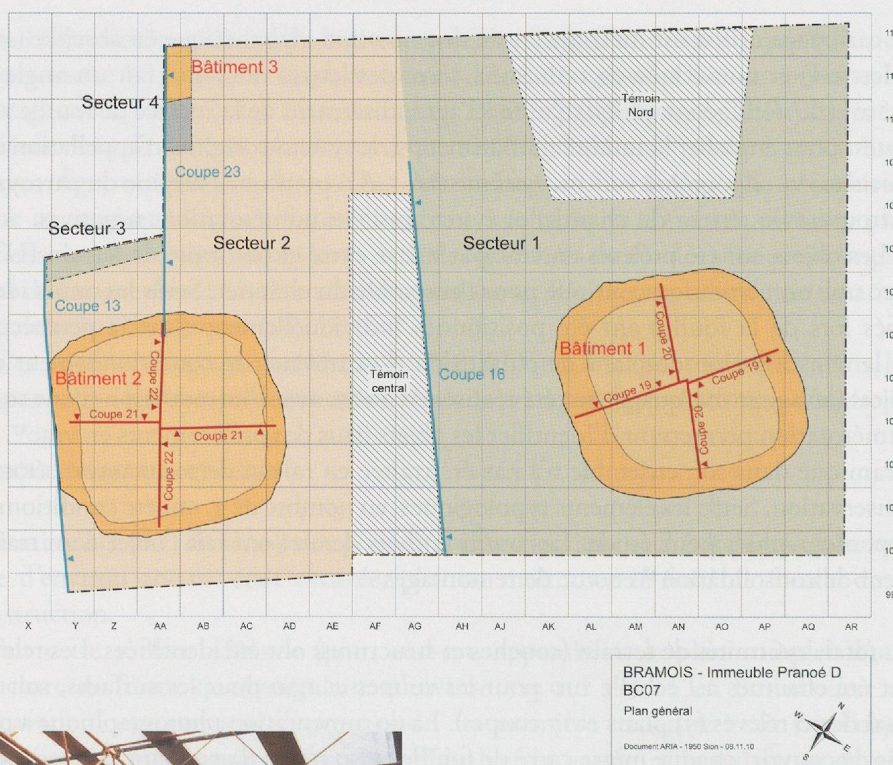 Bâtiment 3
Secteur 4
Coupe 23
Témoin
Nord
Secteur 3
Secteur 2
Secteur 1
Coupe 13
Bâtiment 2
Coupe 22
Coupe 21
Coupe 21
Coupe 22
Témoin
central
Coupe 16
Bâtiment 1
Coupe 20
Coupe 19
Coupe 19
Coupe 20
X Y Z AA AB AC AD AE AF AG AH AI AJ AK AL AM AN AO AP AQ AR
BRAMOIS - Immeuble Pranoé D
BC07
Plan général
Document ARIA - 1950 Sion - 08.11.10
N
E
S
W